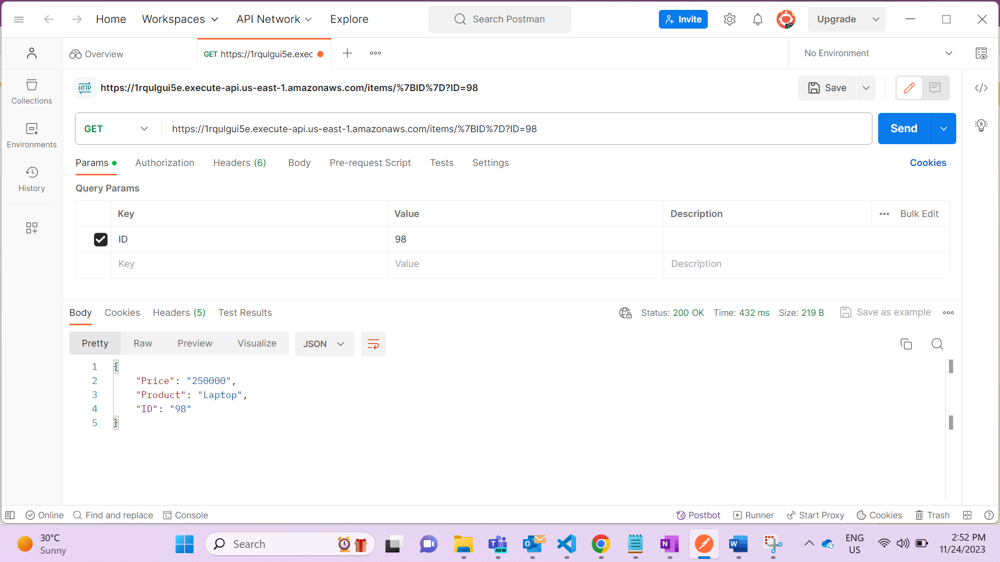 Home
Workspaces
API Network
Explore
Search Postman
Invite
Upgrade
Overview
GET https://1rqulgui5e.exec
No Environment
HTTP
https://1rqulgui5e.execute-api.us-east-1.amazonaws.com/items/%7BID%7D?ID=98
Save
Collections
Environments
History
GET
https://1rqulgui5e.execute-api.us-east-1.amazonaws.com/items/%7BID%7D?ID=98
Send
Params
Authorization
Headers (6)
Body
Pre-request Script
Tests
Settings
Cookies
Query Params
Key Value Description Bulk Edit
ID 98
Key Value Description
Body
Cookies
Headers (5)
Test Results
Status: 200 OK Time: 432 ms Size: 219 B
Save as example
Pretty
Raw
Preview
Visualize
JSON
1 {
2 "Price": "250000",
3 "Product": "Laptop",
4 "ID": "98"
5 }
Online
Find and replace
Console
Postbot
Runner
Start Proxy
Cookies
Trash
30°C
Sunny
Search
NEW
ENG
US
2:52 PM
11/24/2023